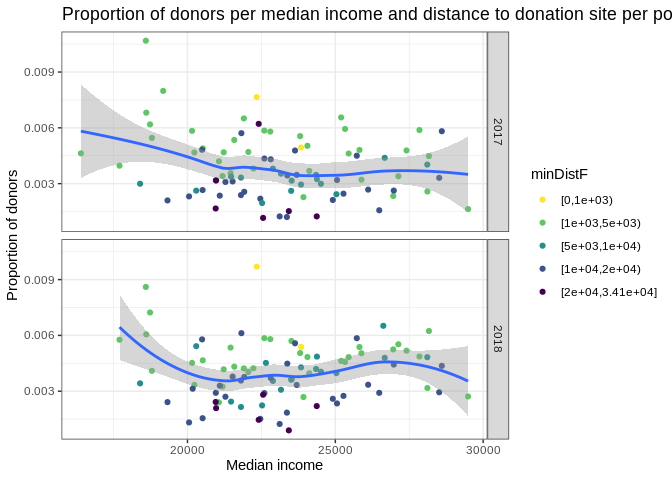 Proportion of donors per median income and distance to donation site per po
0.009
0.006
0.003
2017
0.009
0.006
0.003
2018
Proportion of donors
20000 25000 30000
Median income
minDistF
[0,1e+03)
[1e+03,5e+03)
[5e+03,1e+04)
[1e+04,2e+04)
[2e+04,3.41e+04]